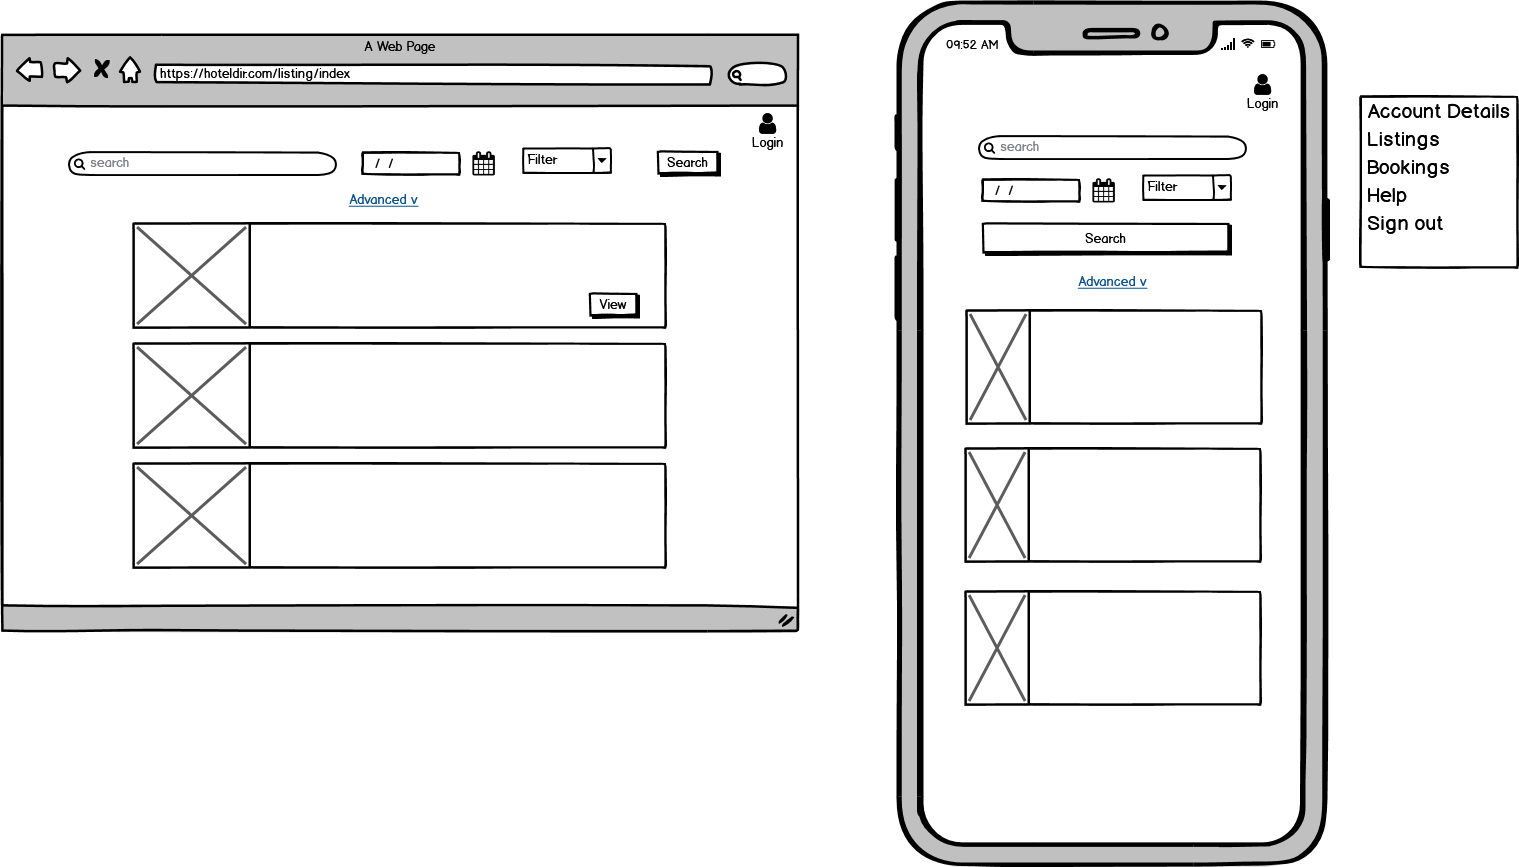 A Web Page
https://hoteldir.com/listing/index
Login
search
/ /
Filter
Search
Advanced v
View
09:52 AM
Login
search
/ /
Filter
Search
Advanced v
Account Details
Listings
Bookings
Help
Sign out